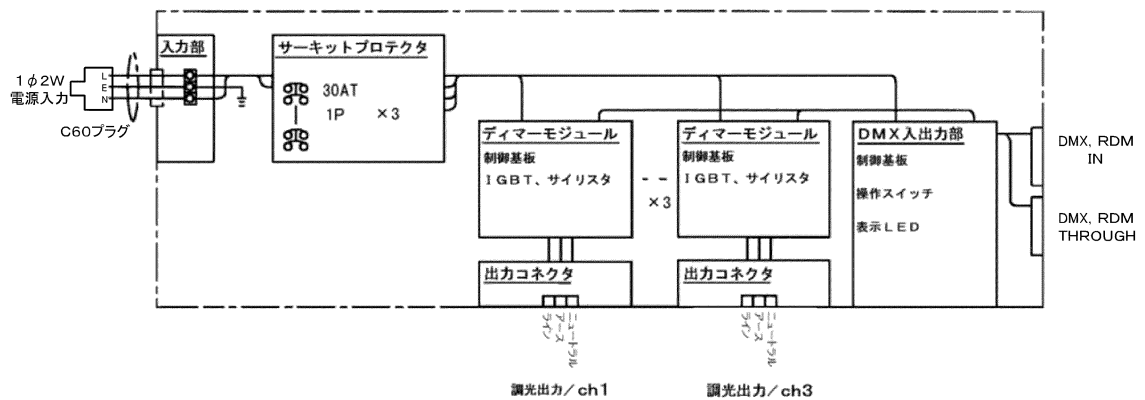 入力部
1φ2W
電源入力
L
E
N
C60プラグ
サーキットプロテクタ
30AT
1P ×3
ディマーモジュール
制御基板
IGBT、サイリスタ
×3
ディマーモジュール
制御基板
IGBT、サイリスタ
DMX入出力部
制御基板
操作スイッチ
表示LED
DMX, RDM
IN
DMX, RDM
THROUGH
出力コネクタ
ライン
アース
ニュートラル
調光出力/ch1
出力コネクタ
ライン
アース
ニュートラル
調光出力/ch3